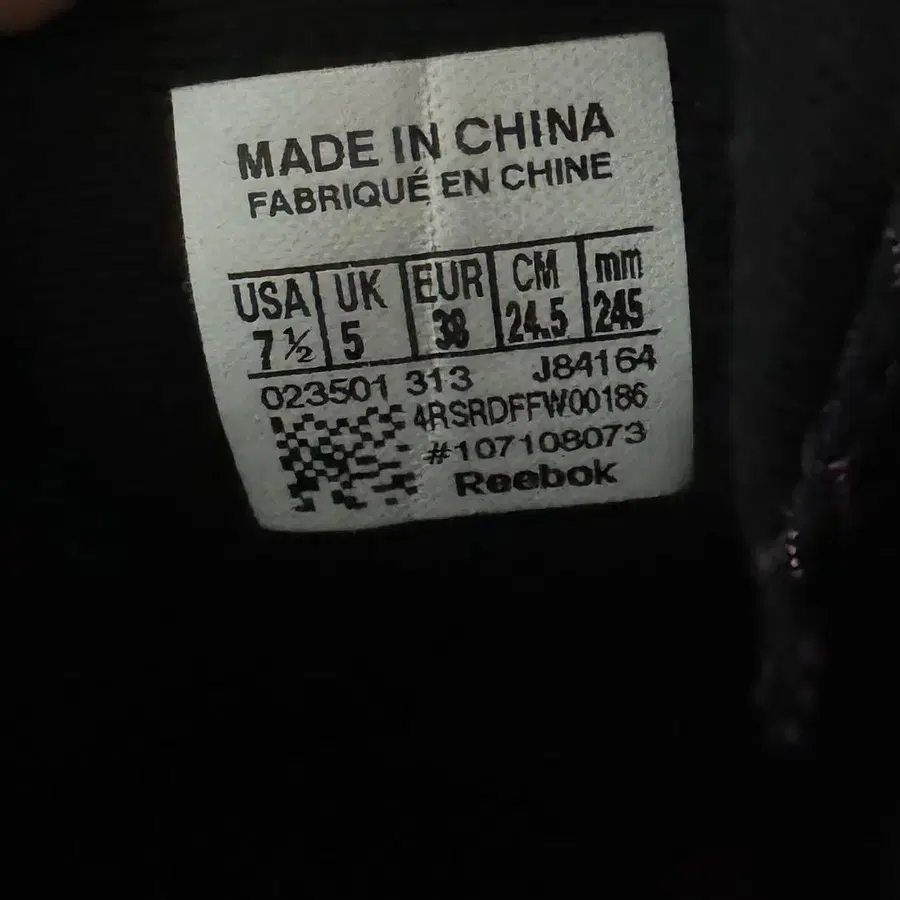 MADE IN CHINA
FABRIQUÉ EN CHINE
USA UK EUR CM mm
7½ 5 38 24.5 245
023501 313 J84164
4RSRDFFW00186
#107108073
Reebok